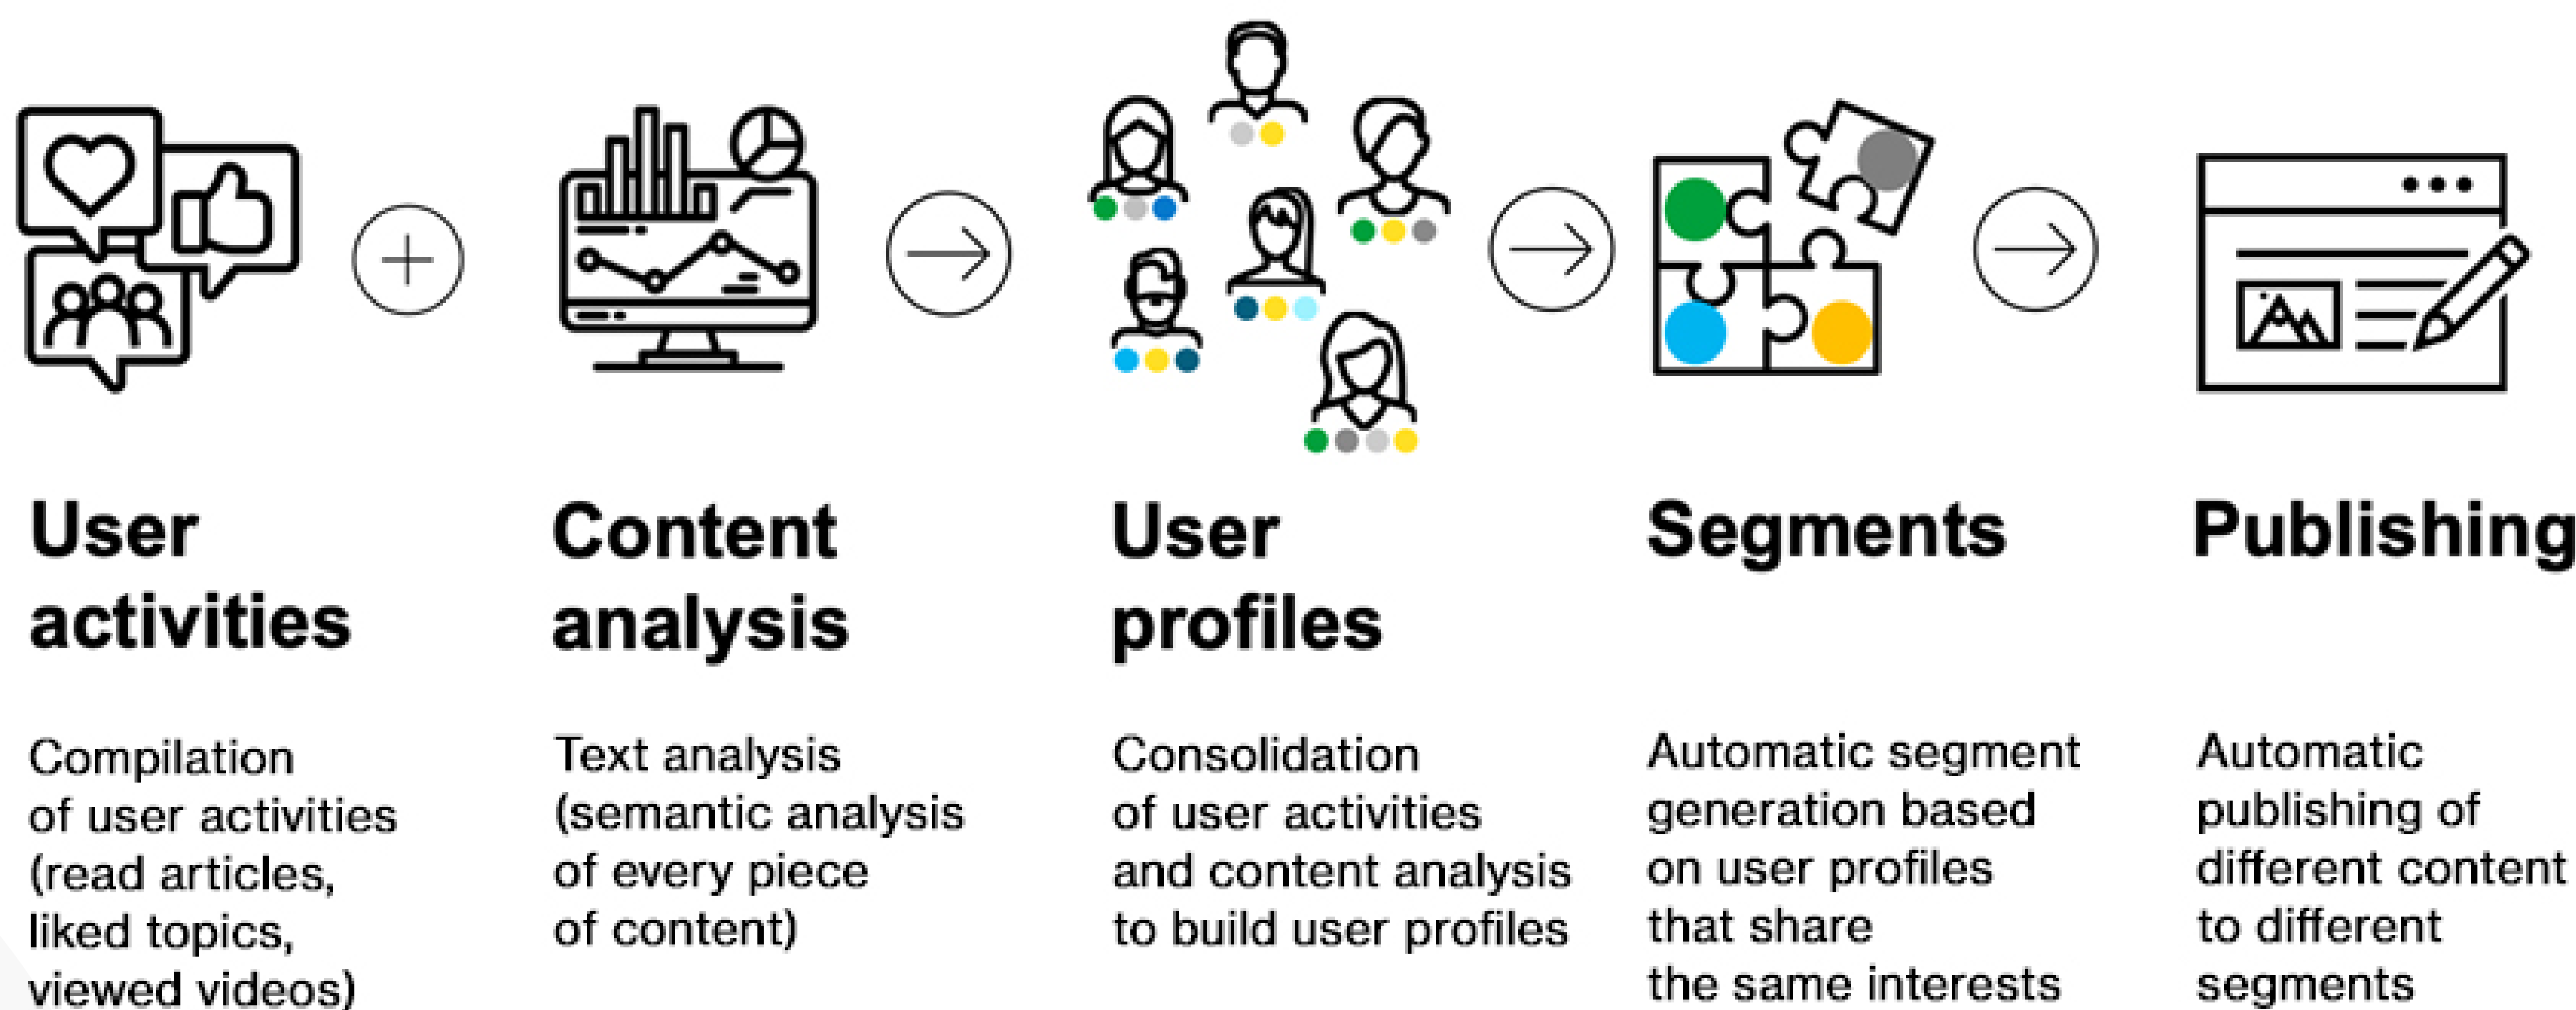 User
activities
Compilation
of user activities
(read articles,
liked topics,
viewed videos)
Content
analysis
Text analysis
(semantic analysis
of every piece
of content)
User
profiles
Consolidation
of user activities
and content analysis
to build user profiles
Segments
Automatic segment
generation based
on user profiles
that share
the same interests
Publishing
Automatic
publishing of
different content
to different
segments